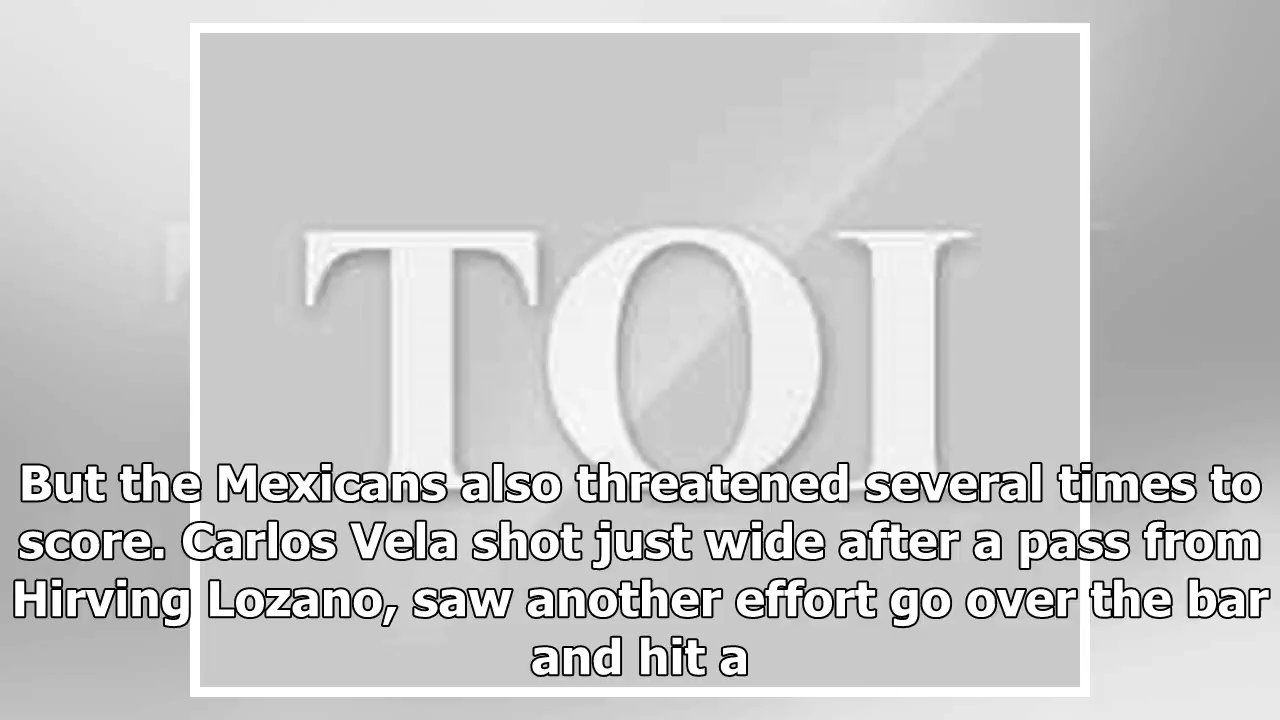 TOI
But the Mexicans also threatened several times to
score. Carlos Vela shot just wide after a pass from
Hirving Lozano, saw another effort go over the bar
and hit a